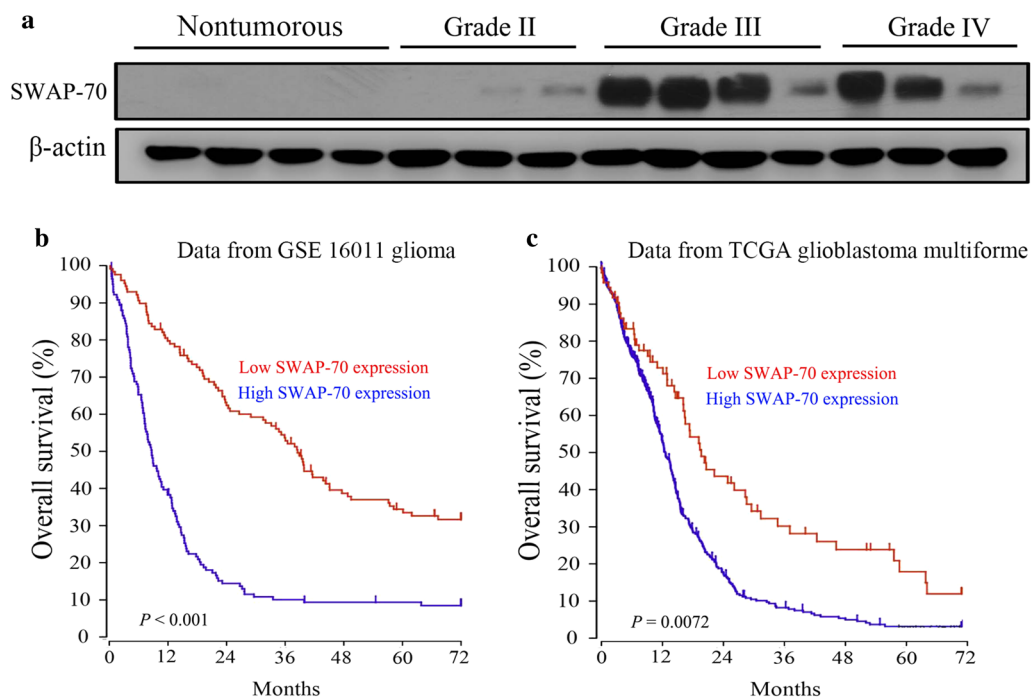 a
Nontumorous Grade II Grade III Grade IV
SWAP-70
β-actin
b
Data from GSE 16011 glioma
Overall survival (%)
100
90
80
70
60
50
40
30
20
10
0
Low SWAP-70 expression
High SWAP-70 expression
P < 0.001
0 12 24 36 48 60 72
Months
c
Data from TCGA glioblastoma multiforme
Overall survival (%)
100
90
80
70
60
50
40
30
20
10
0
Low SWAP-70 expression
High SWAP-70 expression
P = 0.0072
0 12 24 36 48 60 72
Months